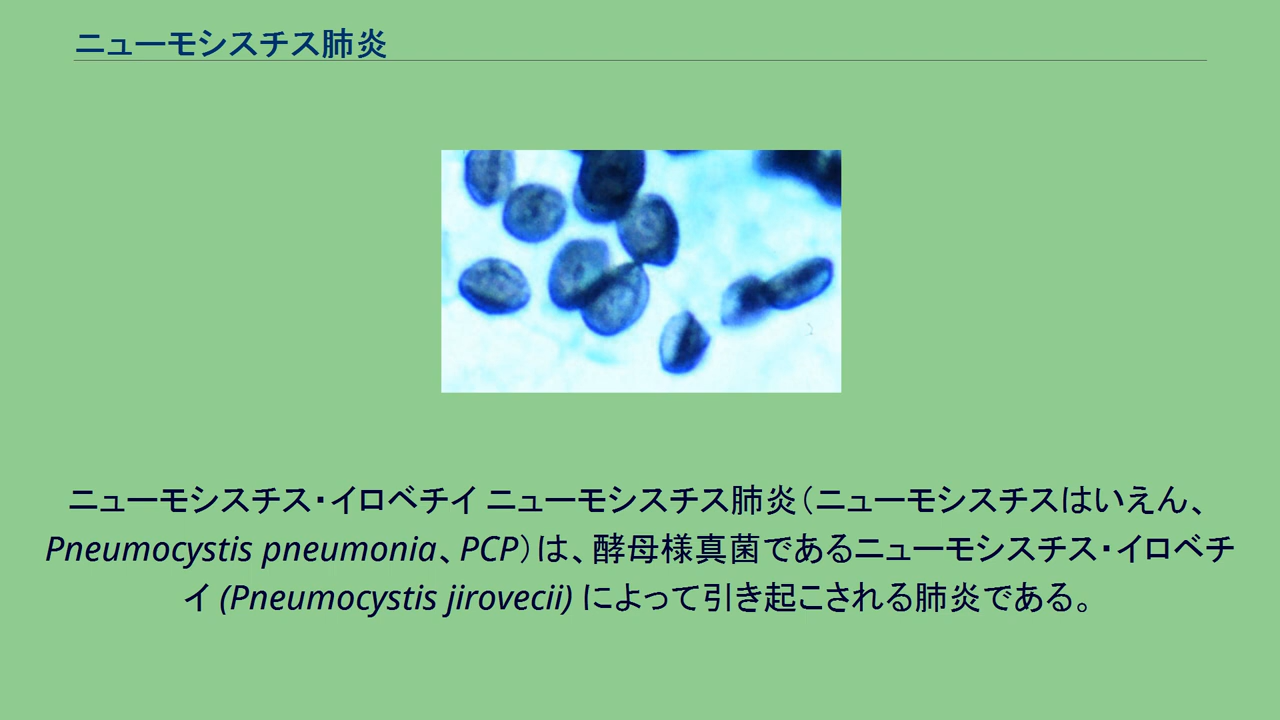 ニューモシスチス肺炎
ニューモシスチス・イロベチイ ニューモシスチス肺炎（ニューモシスチスはいえん、
Pneumocystis pneumonia、PCP）は、酵母様真菌であるニューモシスチス・イロベチ
イ (Pneumocystis jirovecii) によって引き起こされる肺炎である。